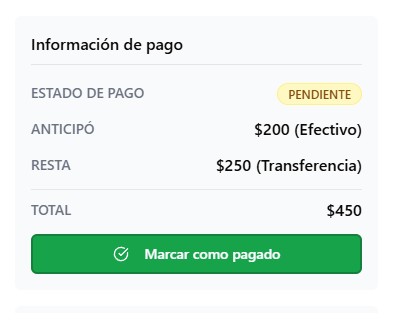 Información de pago
ESTADO DE PAGO PENDIENTE
ANTICIPÓ $200 (Efectivo)
RESTA $250 (Transferencia)
TOTAL $450
Marcar como pagado